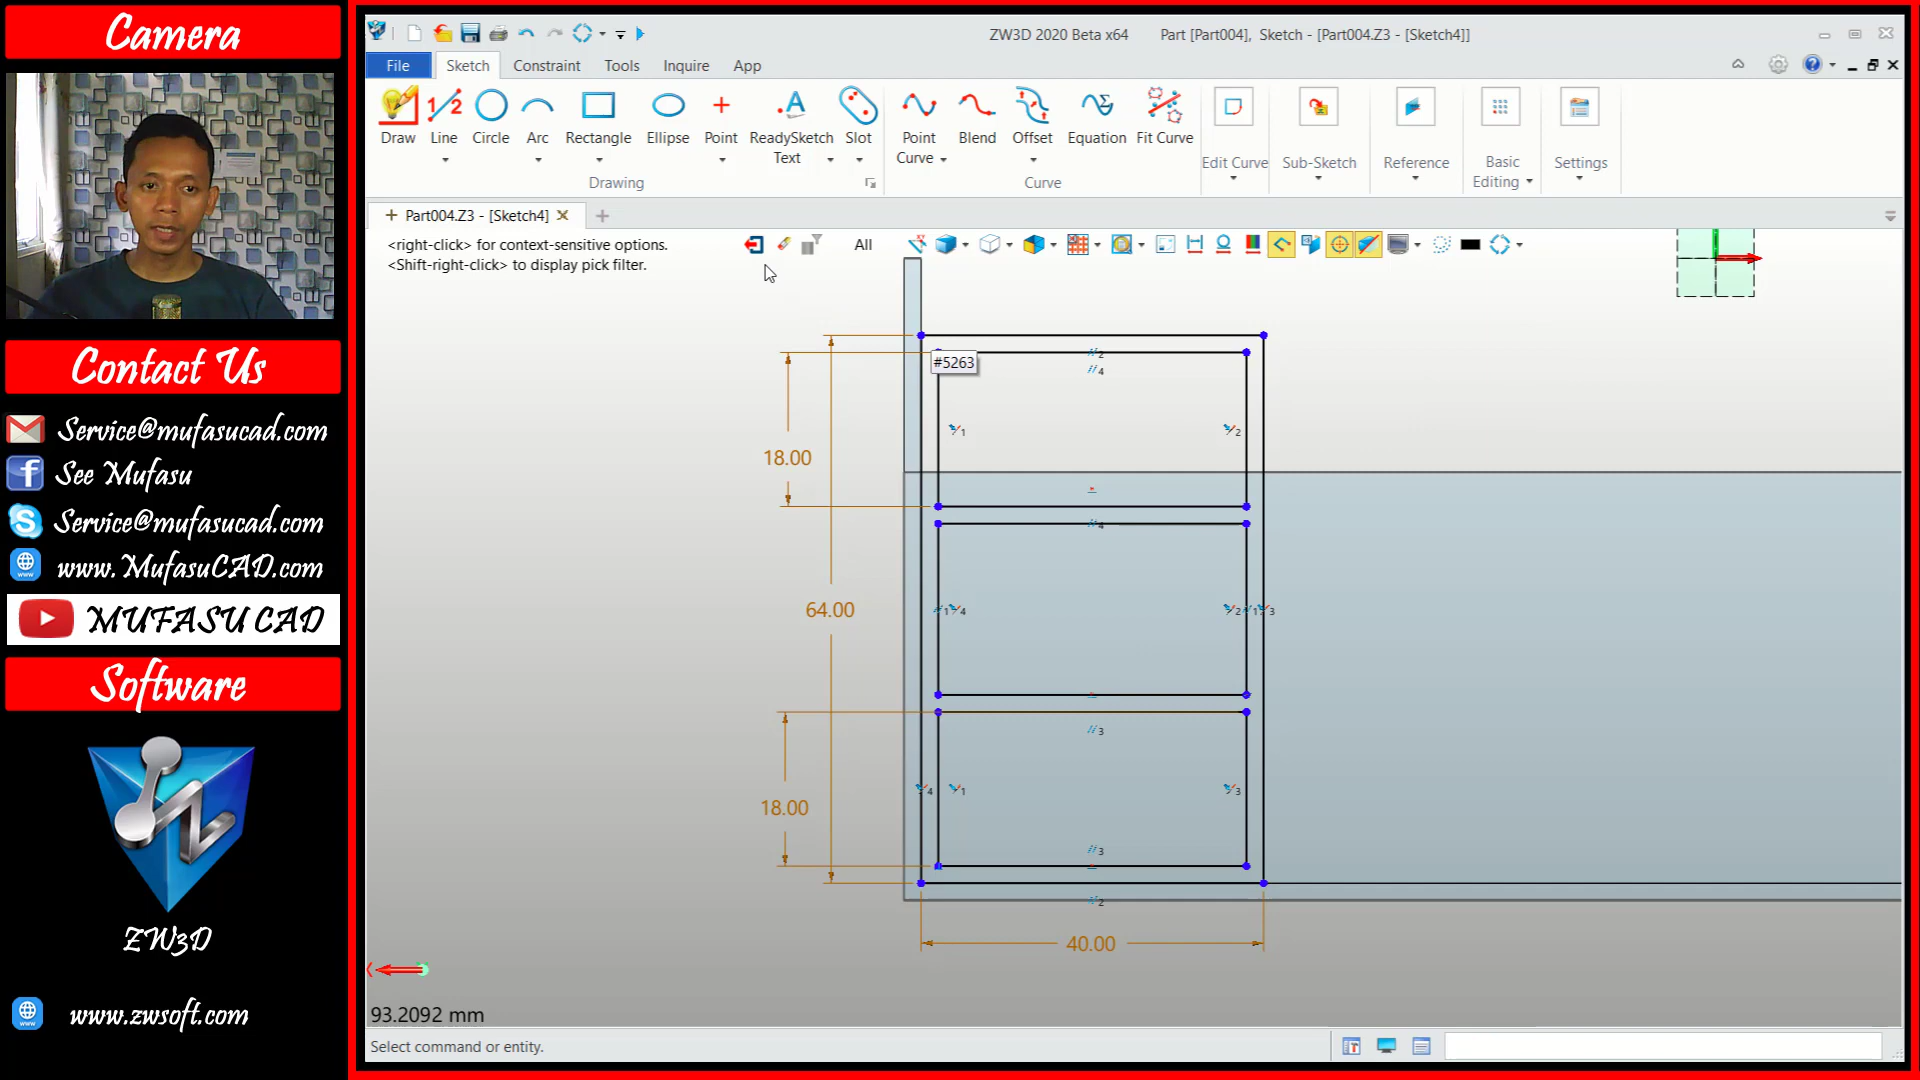 Camera
Contact Us
Service@mufasucad.com
See Mufasu
Service@mufasucad.com
www.MufasuCAD.com
MUFASU CAD
Software
ZW3D
www.zwsoft.com
ZW3D 2020 Beta x64 Part [Part004], Sketch - [Part004.Z3 - [Sketch4]]
File Sketch Constraint Tools Inquire App
Draw Line Circle Arc Rectangle Ellipse Point ReadySketch Text Slot Point Curve Blend Offset Equation Fit Curve Edit Curve Sub-Sketch Reference Basic Editing Settings
Drawing Curve
Part004.Z3 - [Sketch4]
<right-click> for context-sensitive options.
<Shift-right-click> to display pick filter.
All
#5263
18.00
64.00
18.00
40.00
93.2092 mm
Select command or entity.